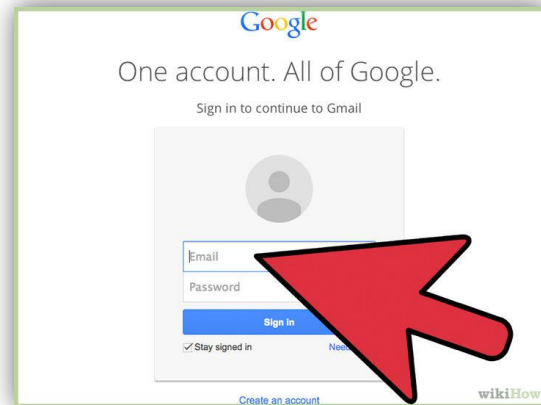 Google
One account. All of Google.
Sign in to continue to Gmail
Email
Password
Sign in
Stay signed in
Create an account
wikiHow